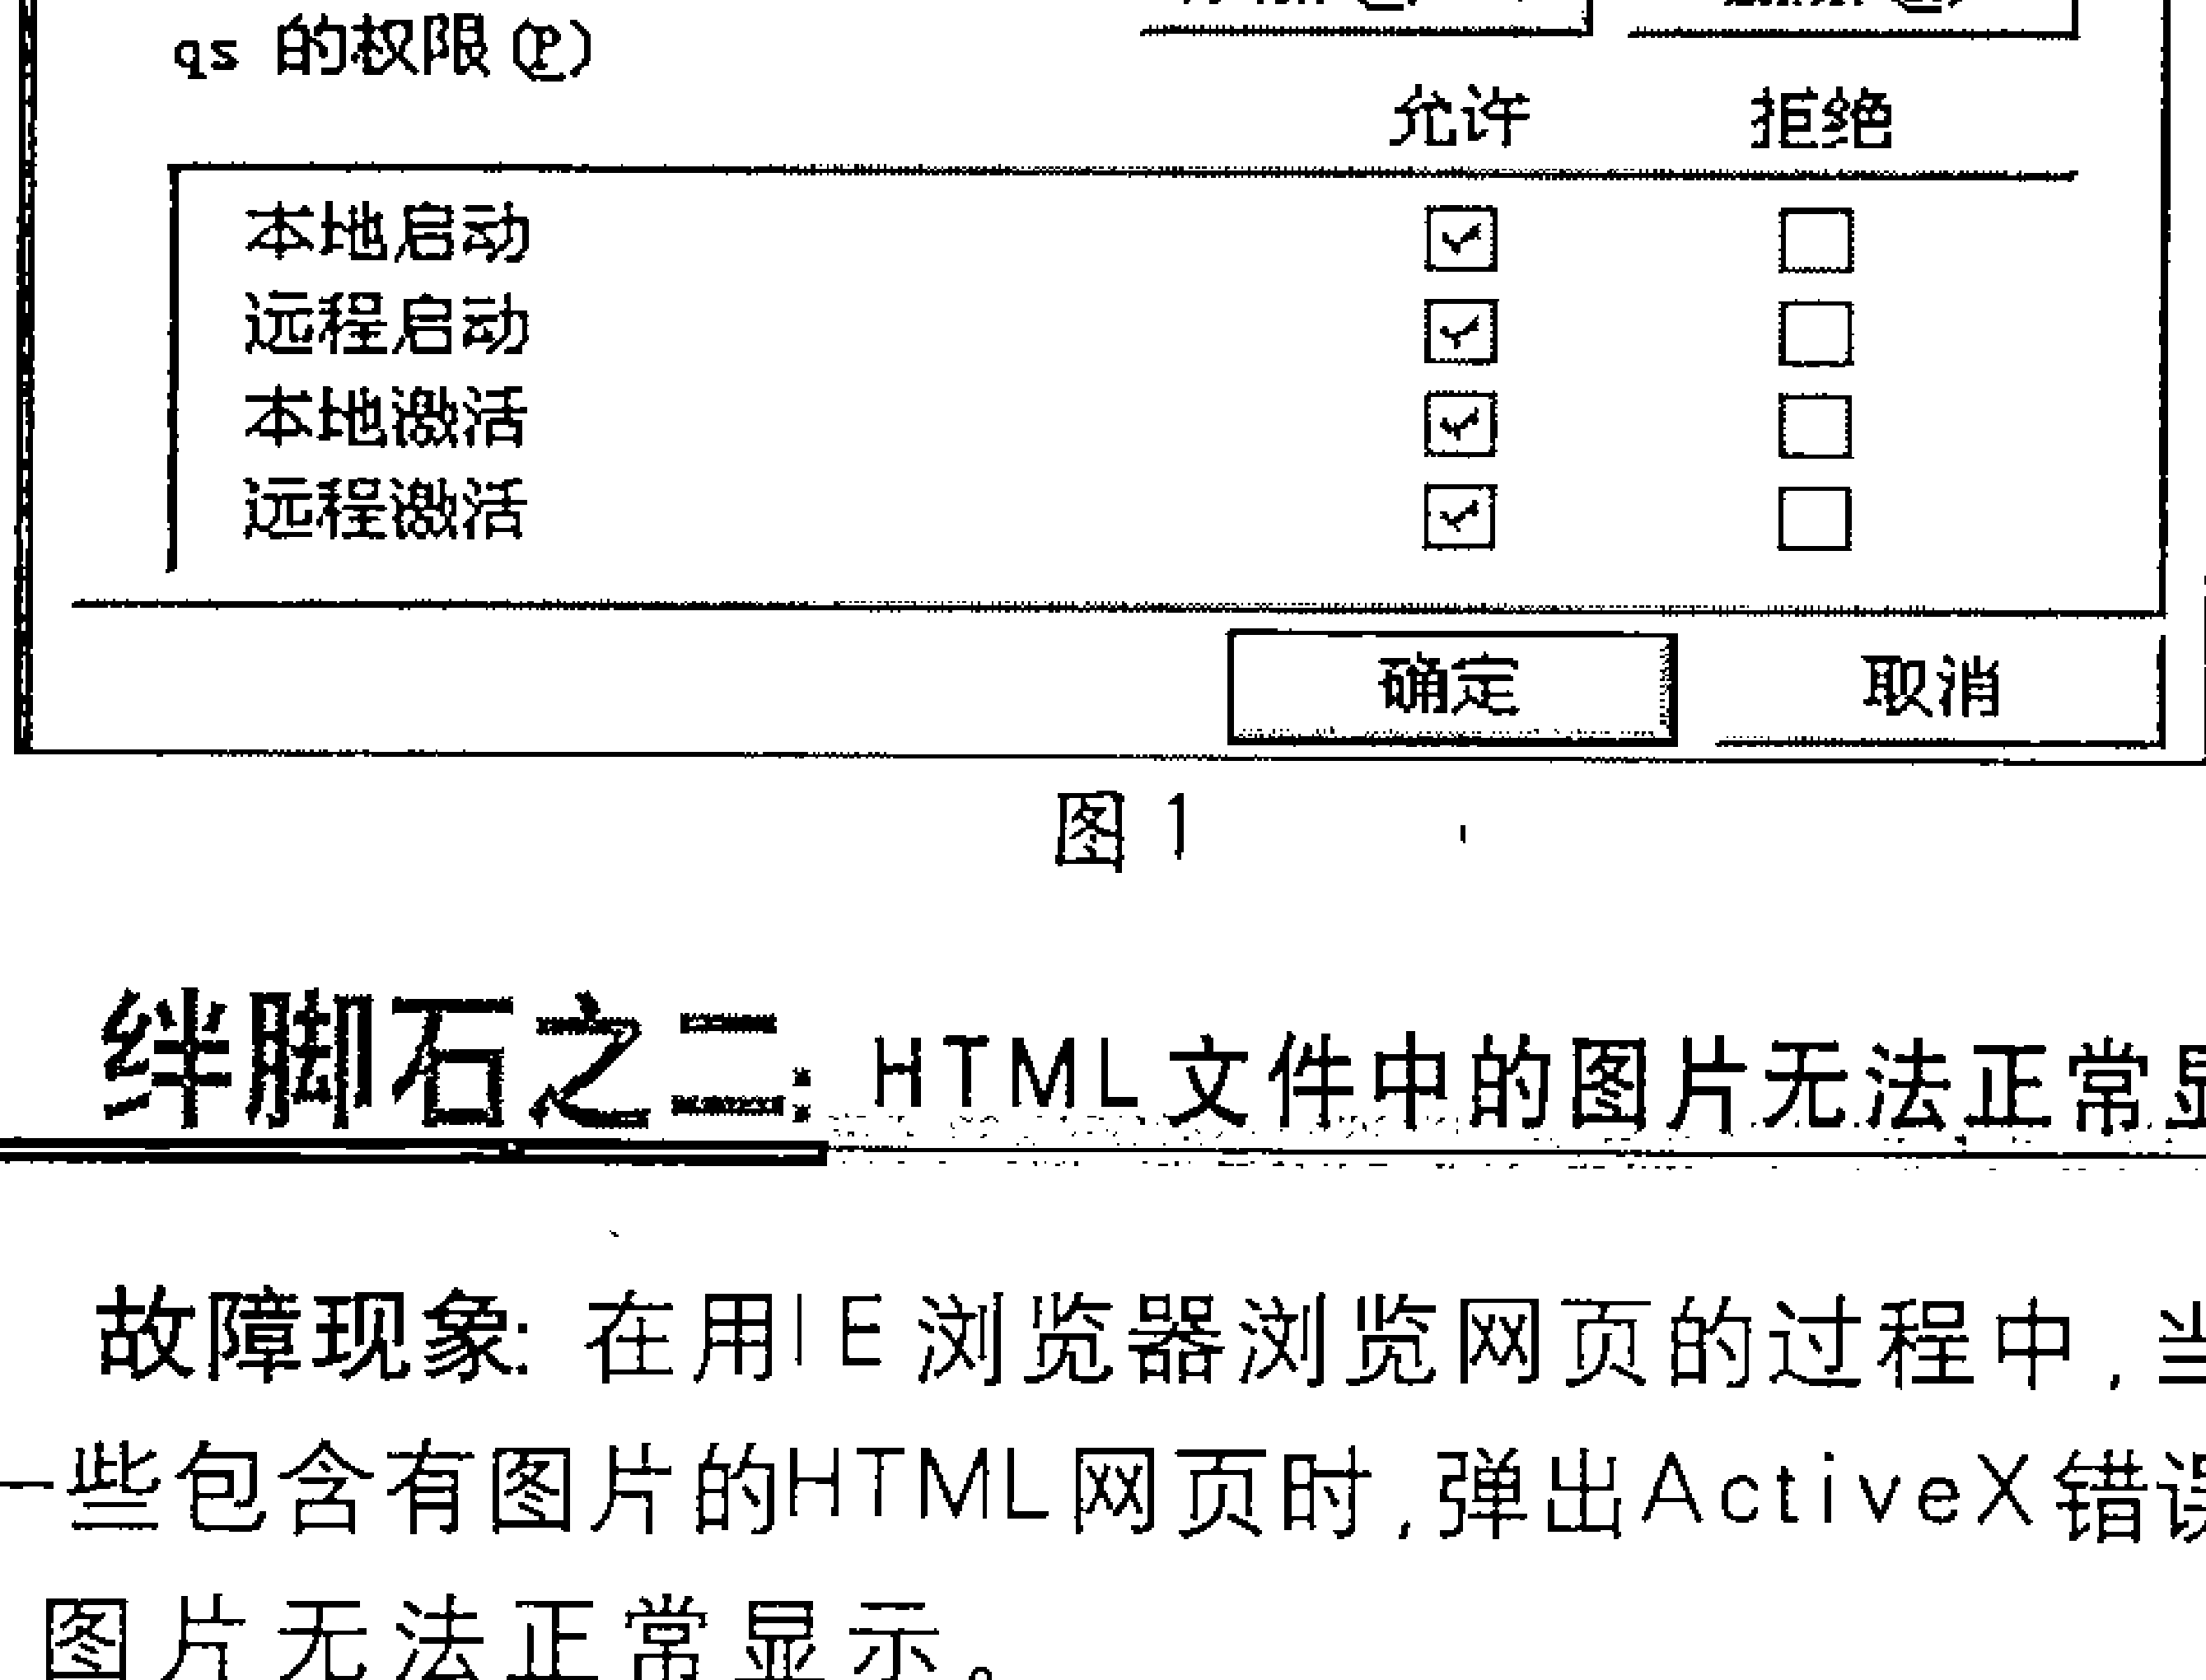 qs 的权限(P)
允许 拒绝
本地启动
远程启动
本地激活
远程激活
确定 取消
图 1
绊脚石之二: HTML文件中的图片无法正常显
故障现象: 在用IE浏览器浏览网页的过程中,当
一些包含有图片的HTML网页时,弹出ActiveX错误
图片无法正常显示。